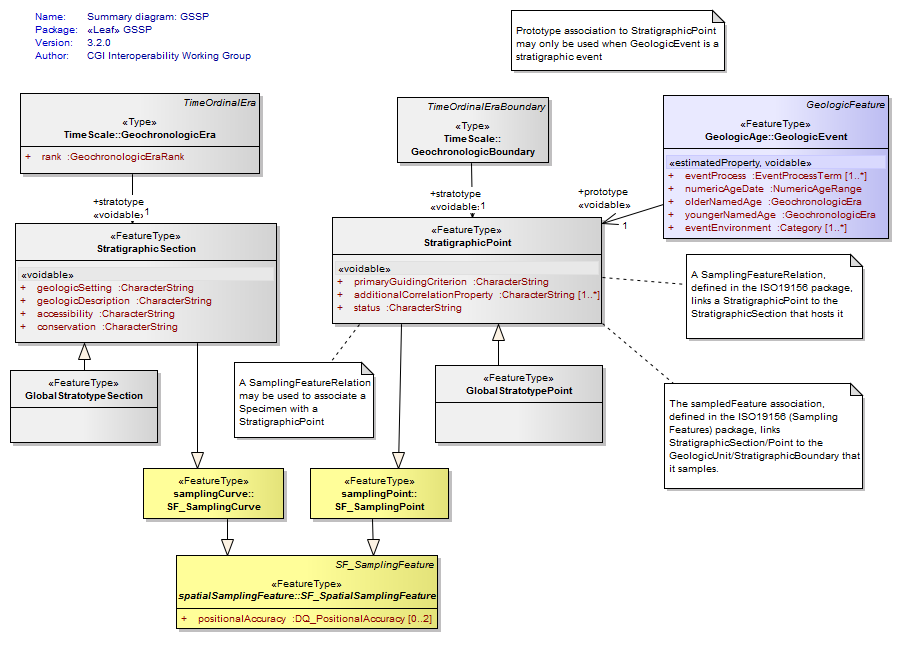 Name: Summary diagram: GSSP
Package: «Leaf» GSSP
Version: 3.2.0
Author: CGI Interoperability Working Group
Prototype association to StratigraphicPoint
may only be used when GeologicEvent is a
stratigraphic event
TimeOrdinalEra
«Type»
TimeScale::GeochronologicEra
+ rank :GeochronologicEraRank
TimeOrdinalEraBoundary
«Type»
TimeScale::
GeochronologicBoundary
GeologicFeature
«FeatureType»
GeologicAge::GeologicEvent
«estimatedProperty, voidable»
+ eventProcess :EventProcessTerm [1..*]
+ numericAgeDate :NumericAgeRange
+ olderNamedAge :GeochronologicEra
+ youngerNamedAge :GeochronologicEra
+ eventEnvironment :Category [1..*]
+stratotype
«voidable» 1
+stratotype
«voidable» 1
+prototype
«voidable»
1
«FeatureType»
StratigraphicSection
«voidable»
+ geologicSetting :CharacterString
+ geologicDescription :CharacterString
+ accessibility :CharacterString
+ conservation :CharacterString
«FeatureType»
StratigraphicPoint
«voidable»
+ primaryGuidingCriterion :CharacterString
+ additionalCorrelationProperty :CharacterString [1..*]
+ status :CharacterString
A SamplingFeatureRelation,
defined in the ISO19156 package,
links a StratigraphicPoint to the
StratigraphicSection that hosts it
«FeatureType»
GlobalStratotypeSection
A SamplingFeatureRelation
may be used to associate a
Specimen with a
StratigraphicPoint
«FeatureType»
GlobalStratotypePoint
The sampledFeature association,
defined in the ISO19156 (Sampling
Features) package, links
StratigraphicSection/Point to the
GeologicUnit/StratigraphicBoundary that
it samples.
«FeatureType»
samplingCurve::
SF_SamplingCurve
«FeatureType»
samplingPoint::
SF_SamplingPoint
SF_SamplingFeature
«FeatureType»
spatialSamplingFeature::SF_SpatialSamplingFeature
+ positionalAccuracy :DQ_PositionalAccuracy [0..2]